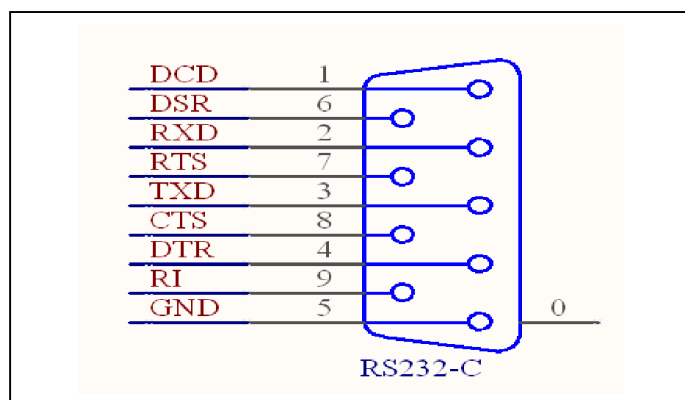 DCD 1
DSR 6
RXD 2
RTS 7
TXD 3
CTS 8
DTR 4
RI 9
GND 5
0
RS232-C